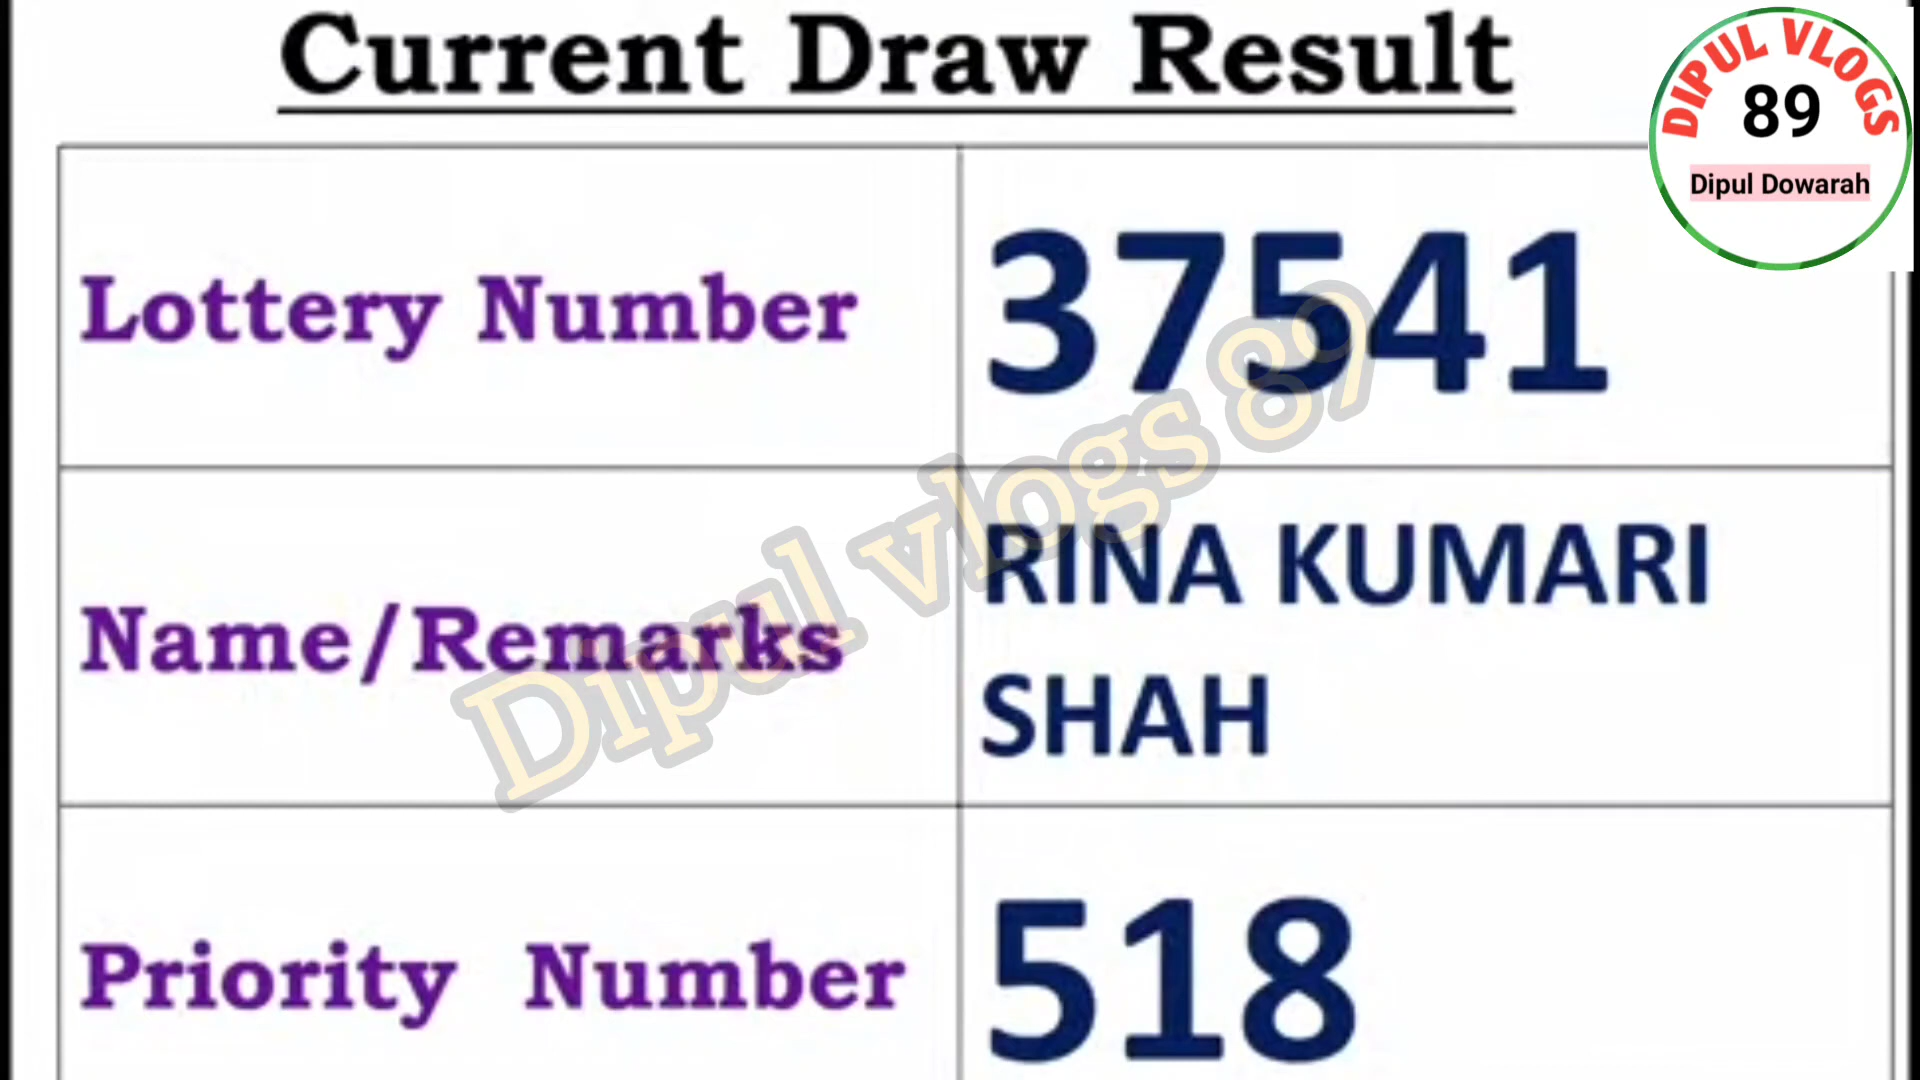 Current Draw Result
DIPUL VLOGS
89
Dipul Dowarah
Lottery Number
37541
Name/Remarks
RINA KUMARI
SHAH
Dipul vlogs 89
Priority Number
518